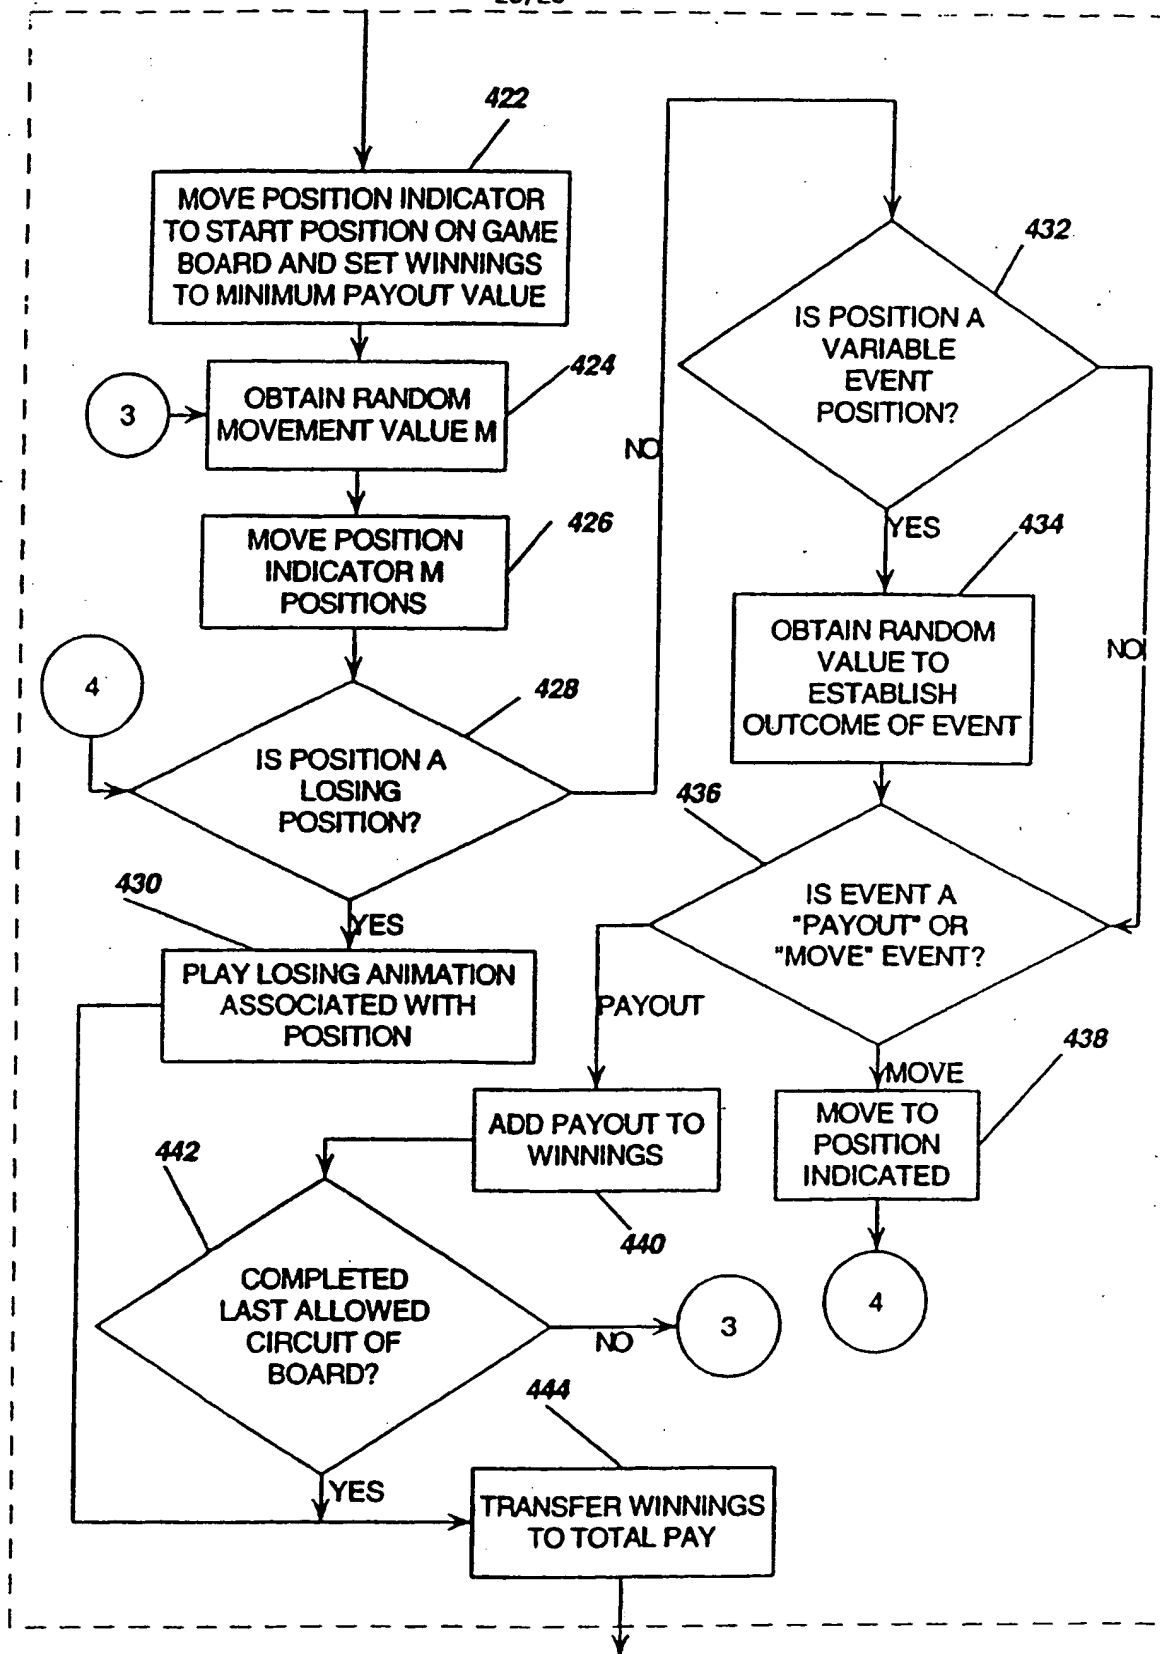 422
MOVE POSITION INDICATOR
TO START POSITION ON GAME
BOARD AND SET WINNINGS
TO MINIMUM PAYOUT VALUE
424
3
OBTAIN RANDOM
MOVEMENT VALUE M
426
MOVE POSITION
INDICATOR M
POSITIONS
4
428
IS POSITION A
LOSING
POSITION?
NO
430
YES
PLAY LOSING ANIMATION
ASSOCIATED WITH
POSITION
432
IS POSITION A
VARIABLE
EVENT
POSITION?
YES
NO
434
OBTAIN RANDOM
VALUE TO
ESTABLISH
OUTCOME OF EVENT
436
IS EVENT A
"PAYOUT" OR
"MOVE" EVENT?
PAYOUT
MOVE
438
MOVE TO
POSITION
INDICATED
4
ADD PAYOUT TO
WINNINGS
440
442
COMPLETED
LAST ALLOWED
CIRCUIT OF
BOARD?
NO
3
YES
444
TRANSFER WINNINGS
TO TOTAL PAY